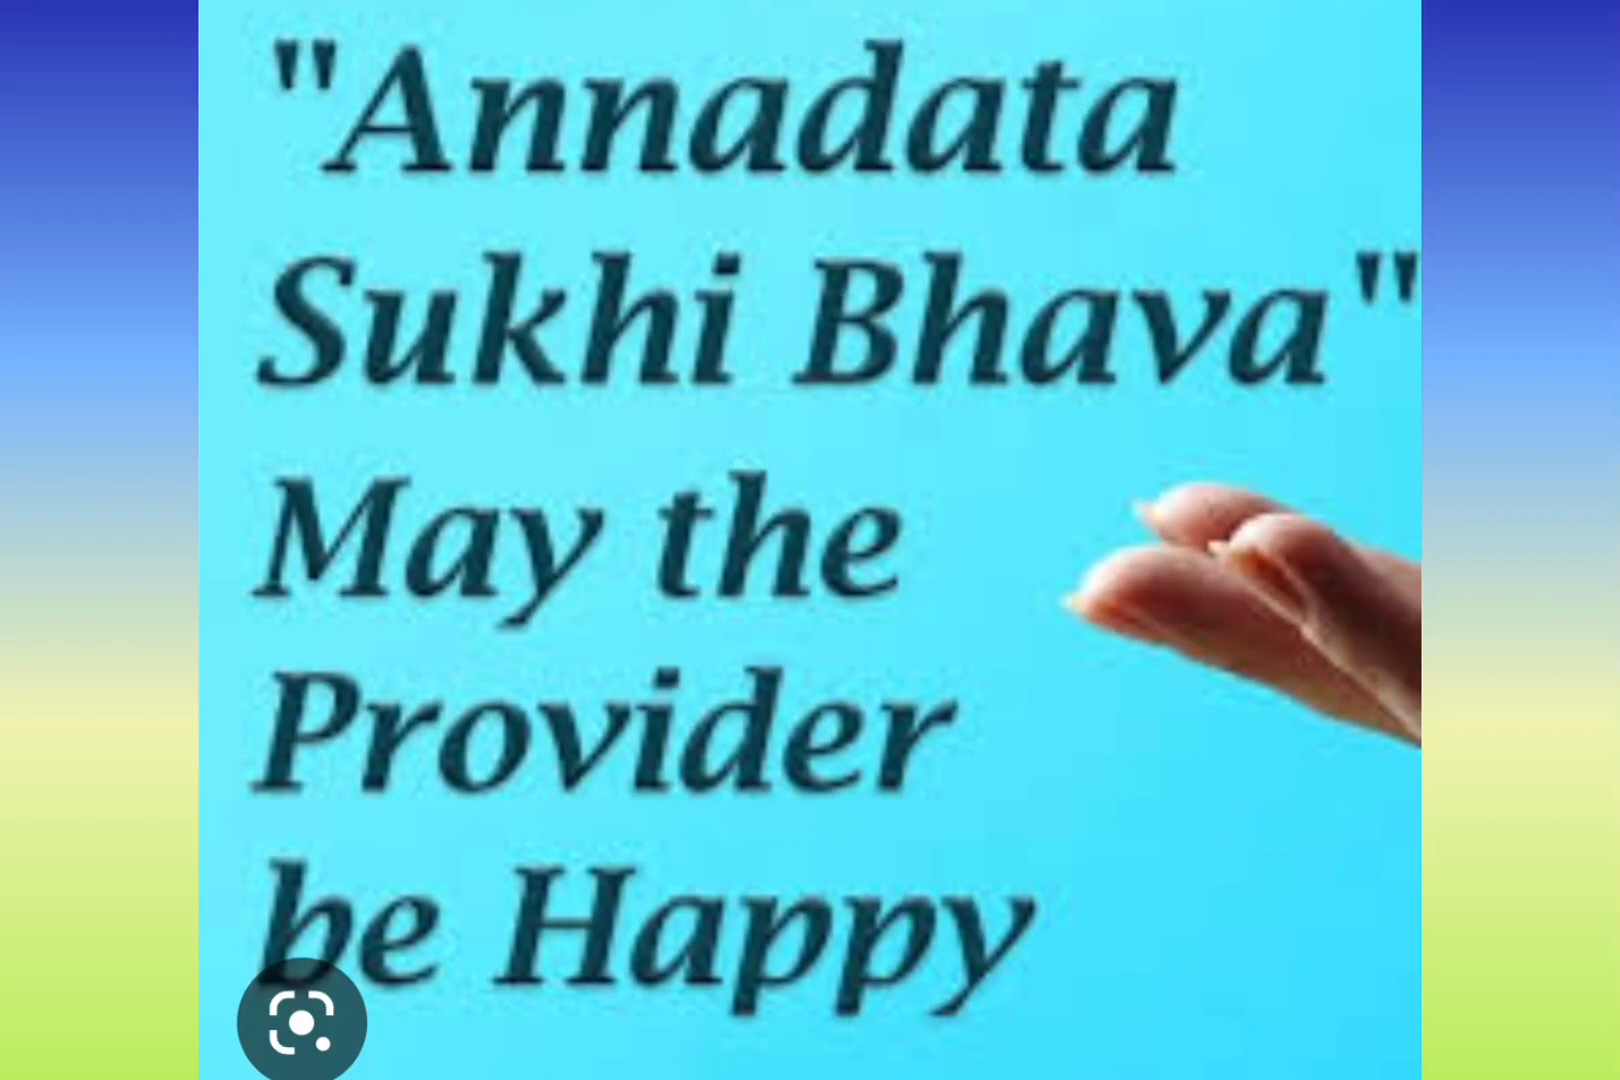 "Annadata
Sukhi Bhava"
May the
Provider
be Happy